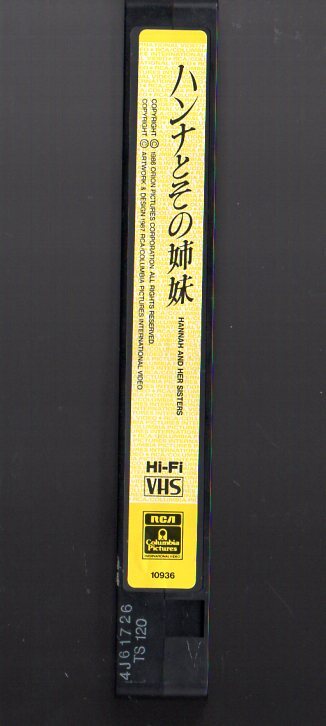 ハンナとその姉妹
HANNAH AND HER SISTERS
COPYRIGHT © 1986 ORION PICTURES CORPORATION. ALL RIGHTS RESERVED.
COPYRIGHT © ARTWORK & DESIGN 1987 RCA/COLUMBIA PICTURES INTERNATIONAL VIDEO.
Hi-Fi
VHS
RCA
Columbia
Pictures
INTERNATIONAL VIDEO
10936
4J61726
TS 120